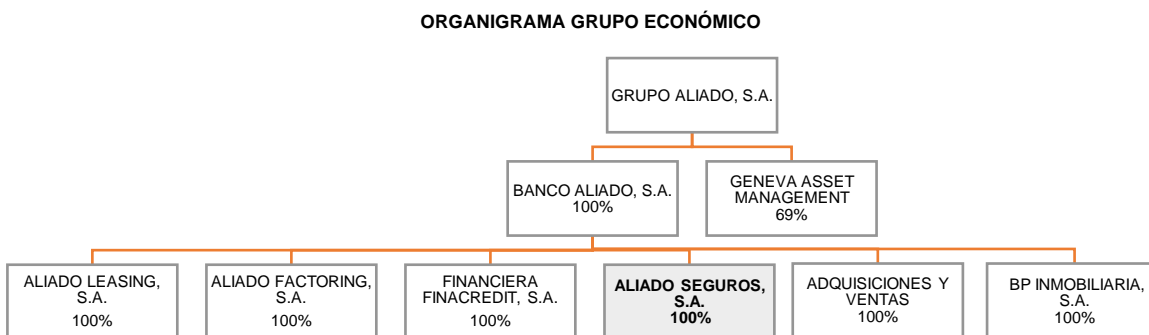 ORGANIGRAMA GRUPO ECONÓMICO
GRUPO ALIADO, S.A.
BANCO ALIADO, S.A.
100%
GENEVA ASSET
MANAGEMENT
69%
ALIADO LEASING,
S.A.
100%
ALIADO FACTORING,
S.A.
100%
FINANCIERA
FINACREDIT, S.A.
100%
ALIADO SEGUROS,
S.A.
100%
ADQUISICIONES Y
VENTAS
100%
BP INMOBILIARIA,
S.A.
100%